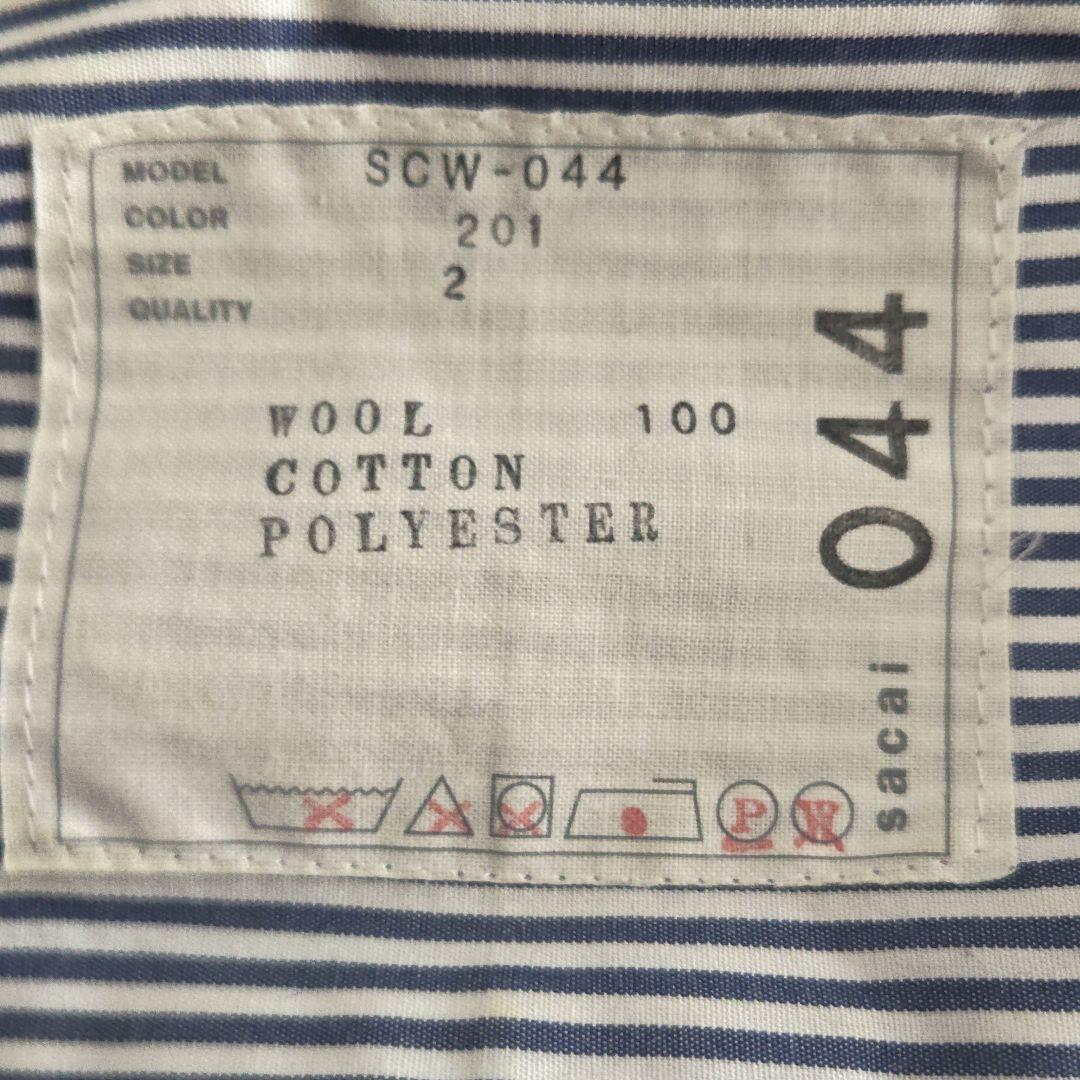 MODEL SCW-044
COLOR 201
SIZE 2
QUALITY
WOOL 100
COTTON
POLYESTER
P W
sacai 044